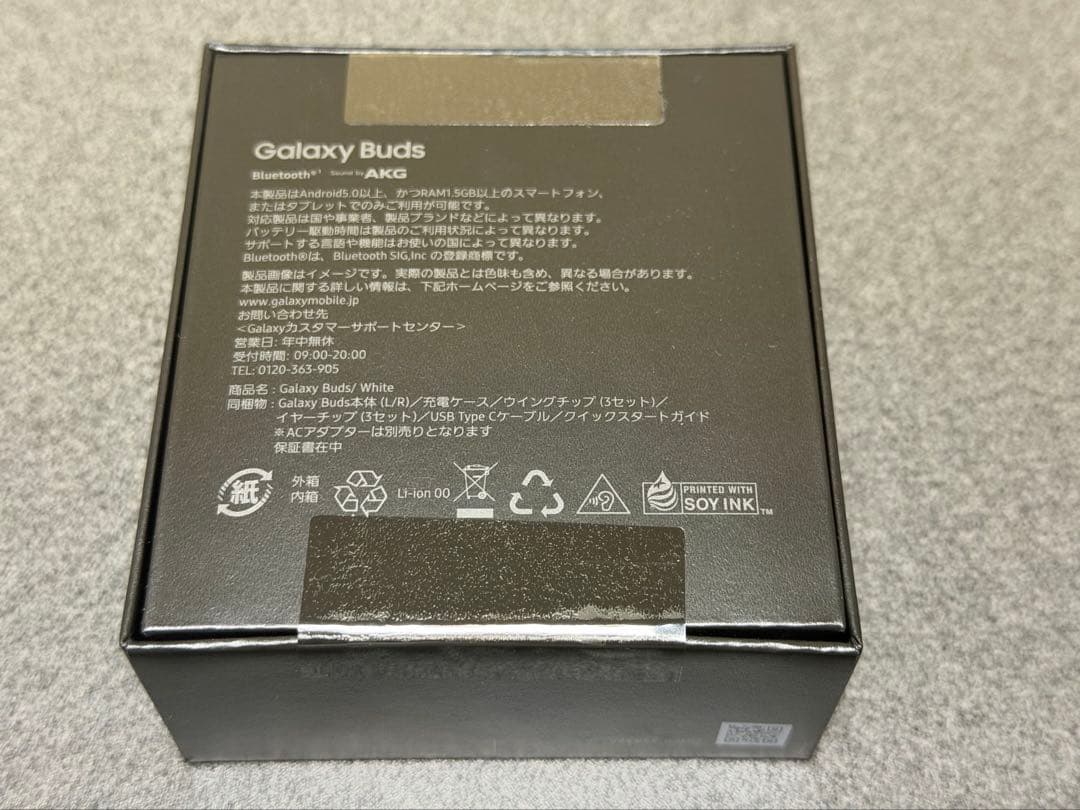 Galaxy Buds
Bluetooth®¹ Sound by AKG
本製品はAndroid5.0以上、かつRAM1.5GB以上のスマートフォン、
またはタブレットでのみご利用が可能です。
対応製品は国や事業者、製品ブランドなどによって異なります。
バッテリー駆動時間は製品のご利用状況によって異なります。
サポートする言語や機能はお使いの国によって異なります。
Bluetooth®は、Bluetooth SIG,Inc の登録商標です。
製品画像はイメージです。実際の製品とは色味も含め、異なる場合があります。
本製品に関する詳しい情報は、下記ホームページをご参照ください。
www.galaxymobile.jp
お問い合わせ先
<Galaxyカスタマーサポートセンター>
営業日: 年中無休
受付時間: 09:00-20:00
TEL: 0120-363-905
商品名 : Galaxy Buds/ White
同梱物 : Galaxy Buds本体 (L/R)／充電ケース／ウイングチップ (3セット)／
イヤーチップ (3セット)／USB Type Cケーブル／クイックスタートガイド
※ACアダプターは別売りとなります
保証書在中
紙
外箱
内箱
Li-ion 00
PRINTED WITH
SOY INK™